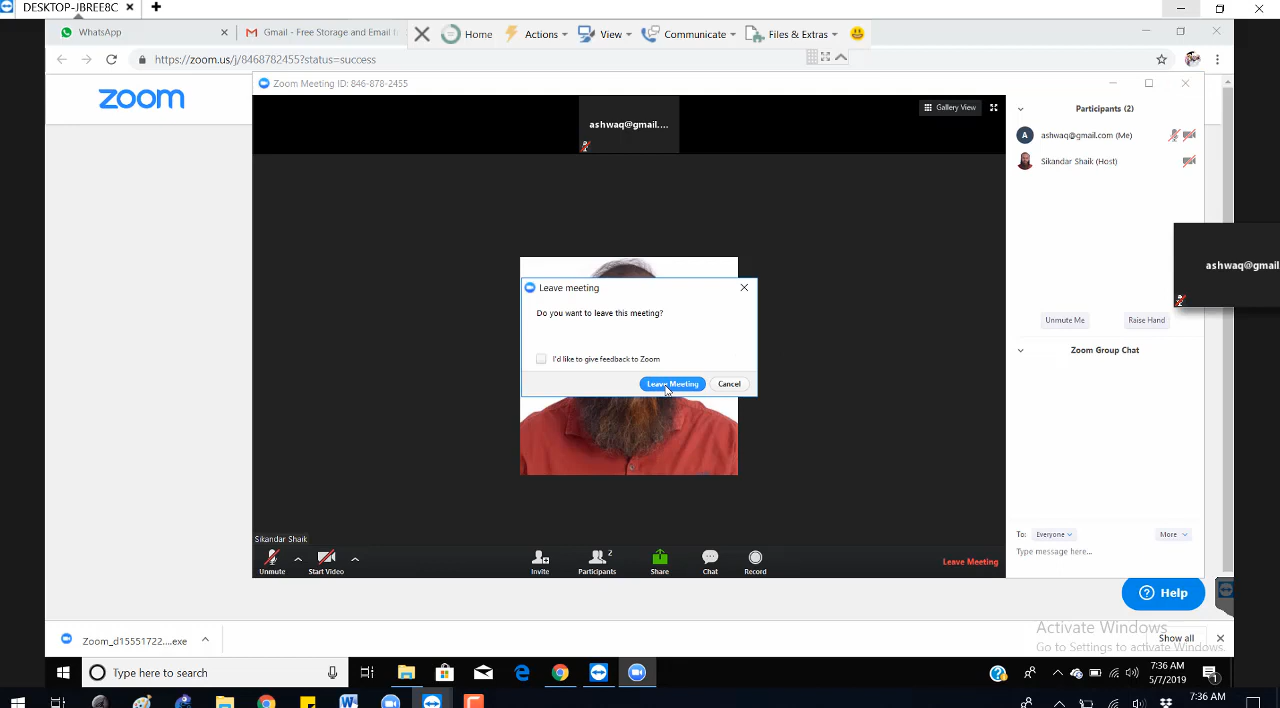 DESKTOP-JBREE8C
WhatsApp
Gmail - Free Storage and Email
Home
Actions
View
Communicate
Files & Extras
https://zoom.us/j/8468782455?status=success
zoom
Zoom Meeting ID: 846-878-2455
ashwaq@gmail....
Gallery View
Participants (2)
A
ashwaq@gmail.com (Me)
Sikandar Shaik (Host)
ashwaq@gmail
Leave meeting
Do you want to leave this meeting?
I'd like to give feedback to Zoom
Leave Meeting
Cancel
Unmute Me
Raise Hand
Zoom Group Chat
Sikandar Shaik
To:
Everyone
More
Type message here...
Unmute
Start Video
Invite
2
Participants
Share
Chat
Record
Leave Meeting
Help
Activate Windows
Go to Settings to activate Windows.
Zoom_d15551722....exe
Show all
Type here to search
7:36 AM
5/7/2019
1
7:36 AM